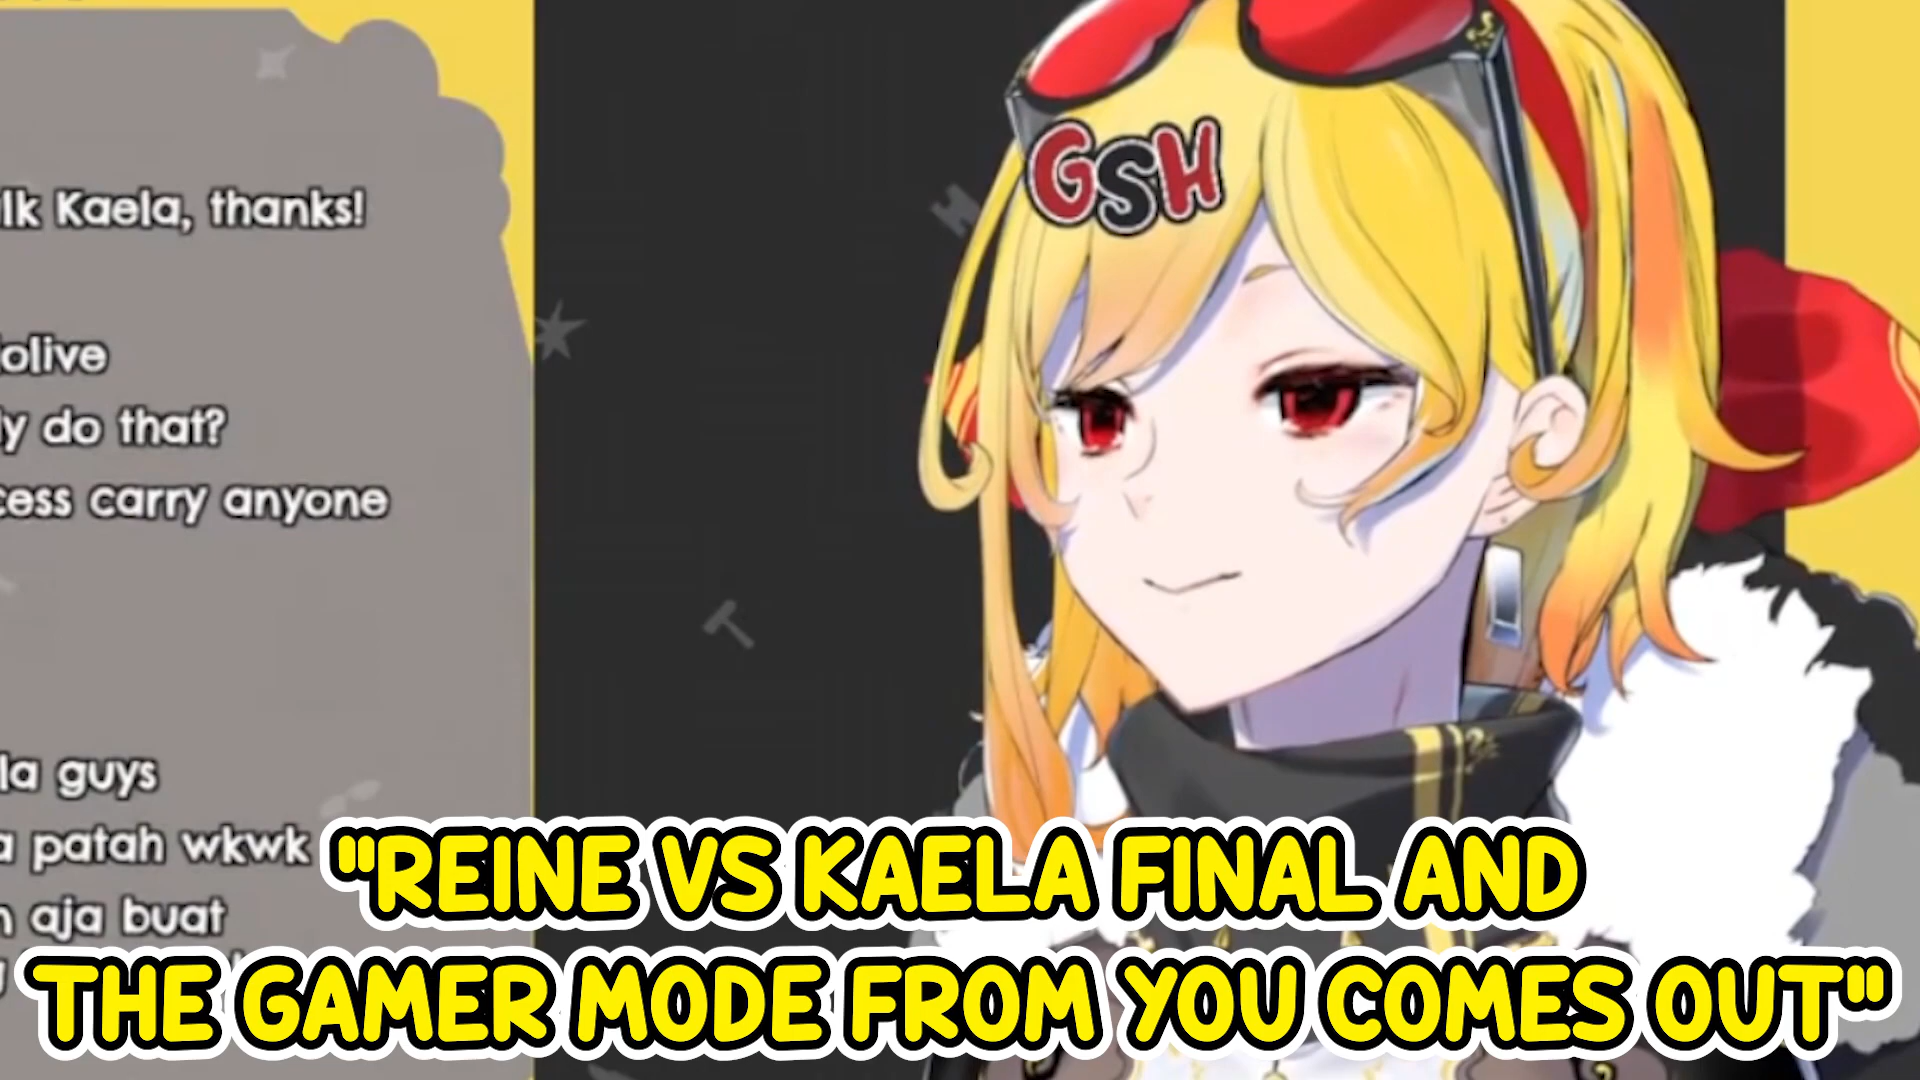 GSH
lk Kaela, thanks!
olive
y do that?
cess carry anyone
la guys
a patah wkwk
aja buat
"REINE VS KAELA FINAL AND
THE GAMER MODE FROM YOU COMES OUT"